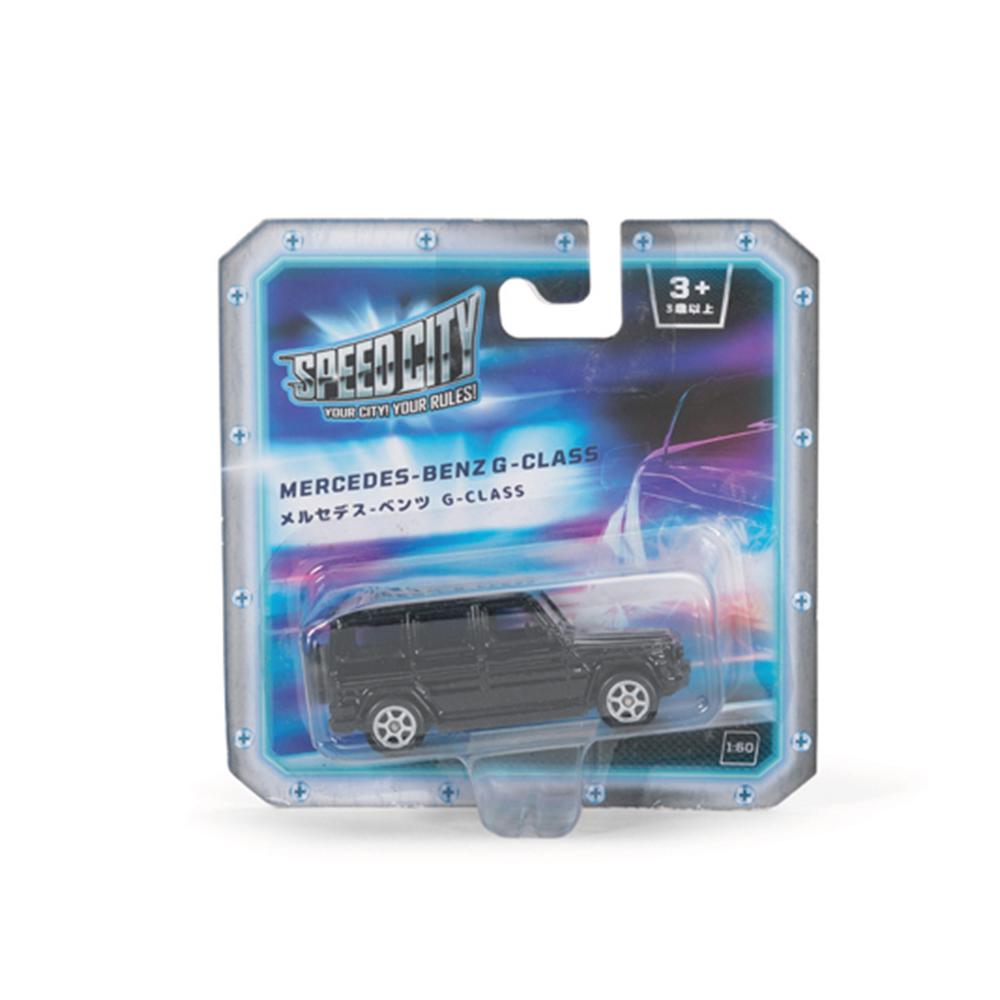 SPEED CITY
YOUR CITY! YOUR RULES!
3+
3歳以上
MERCEDES-BENZ G-CLASS
メルセデス-ベンツ G-CLASS
1:60